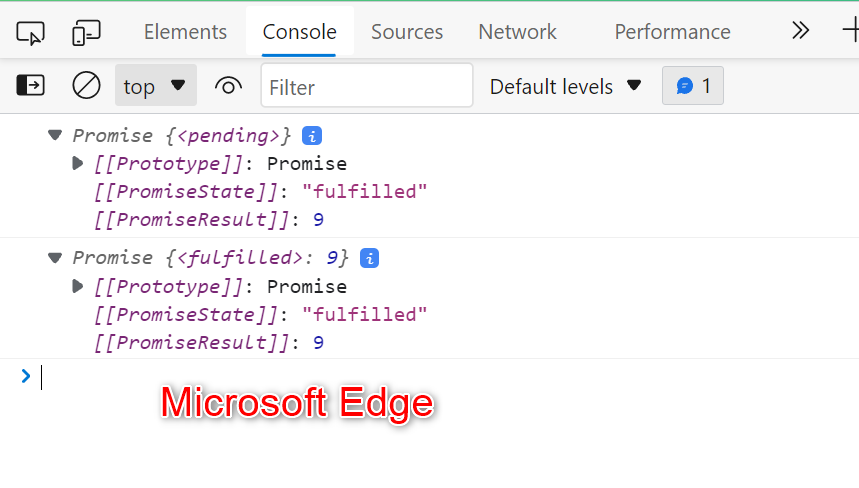 Elements Console Sources Network Performance
top Filter Default levels 1
Promise {<pending>} i
[[Prototype]]: Promise
[[PromiseState]]: "fulfilled"
[[PromiseResult]]: 9
Promise {<fulfilled>: 9} i
[[Prototype]]: Promise
[[PromiseState]]: "fulfilled"
[[PromiseResult]]: 9
Microsoft Edge